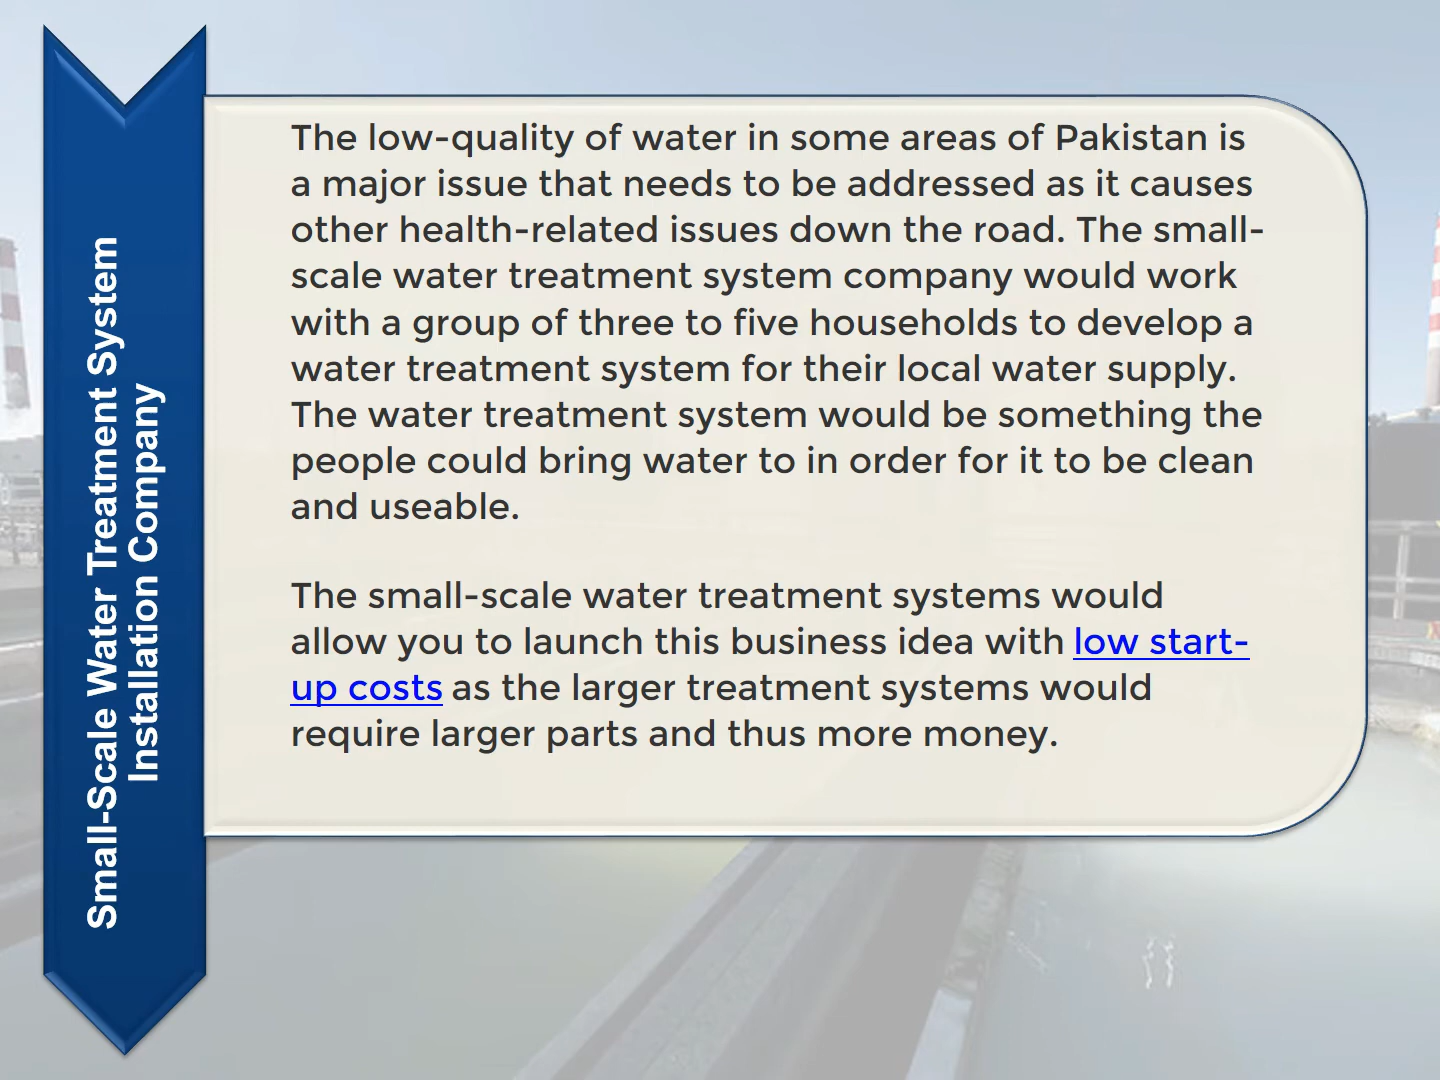 Small-Scale Water Treatment System
Installation Company
The low-quality of water in some areas of Pakistan is
a major issue that needs to be addressed as it causes
other health-related issues down the road. The small-
scale water treatment system company would work
with a group of three to five households to develop a
water treatment system for their local water supply.
The water treatment system would be something the
people could bring water to in order for it to be clean
and useable.
The small-scale water treatment systems would
allow you to launch this business idea with low start-
up costs as the larger treatment systems would
require larger parts and thus more money.